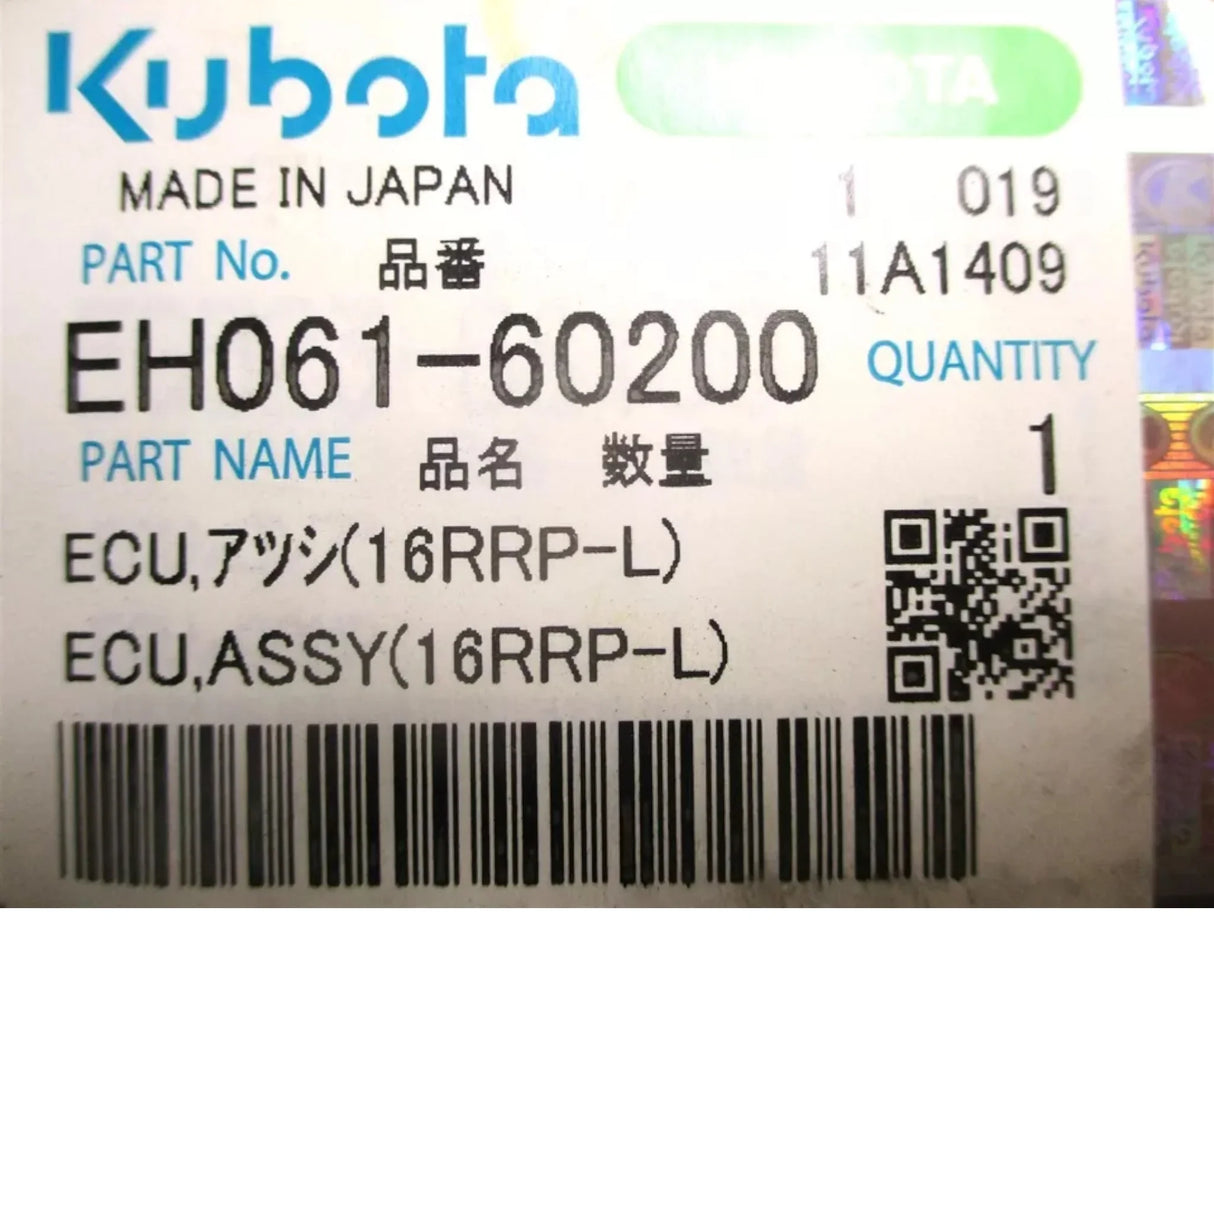 Kubota
MADE IN JAPAN 1 019
PART No. 品番 11A1409
EH061-60200 QUANTITY
PART NAME 品名 数量 1
ECU,アツシ(16RRP-L)
ECU,ASSY(16RRP-L)